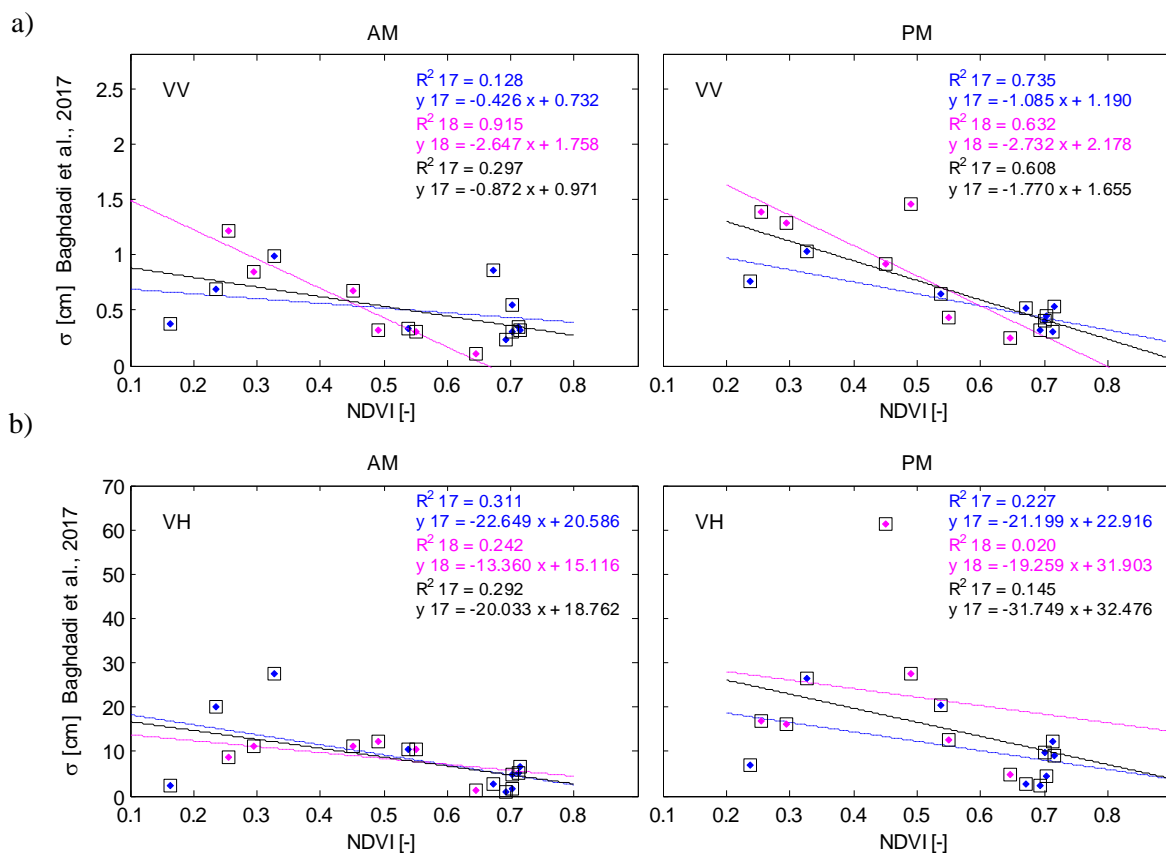 a)
AM
PM
VV
R² 17 = 0.128
y 17 = -0.426 x + 0.732
R² 18 = 0.915
y 18 = -2.647 x + 1.758
R² 17 = 0.297
y 17 = -0.872 x + 0.971
VV
R² 17 = 0.735
y 17 = -1.085 x + 1.190
R² 18 = 0.632
y 18 = -2.732 x + 2.178
R² 17 = 0.608
y 17 = -1.770 x + 1.655
σ [cm] Baghdadi et al., 2017
2.5
2
1.5
1
0.5
0
0.1 0.2 0.3 0.4 0.5 0.6 0.7 0.8
0.1 0.2 0.3 0.4 0.5 0.6 0.7 0.8
NDVI [-]
NDVI [-]
b)
AM
PM
VH
R² 17 = 0.311
y 17 = -22.649 x + 20.586
R² 18 = 0.242
y 18 = -13.360 x + 15.116
R² 17 = 0.292
y 17 = -20.033 x + 18.762
VH
R² 17 = 0.227
y 17 = -21.199 x + 22.916
R² 18 = 0.020
y 18 = -19.259 x + 31.903
R² 17 = 0.145
y 17 = -31.749 x + 32.476
σ [cm] Baghdadi et al., 2017
70
60
50
40
30
20
10
0
0.1 0.2 0.3 0.4 0.5 0.6 0.7 0.8
0.1 0.2 0.3 0.4 0.5 0.6 0.7 0.8
NDVI [-]
NDVI [-]